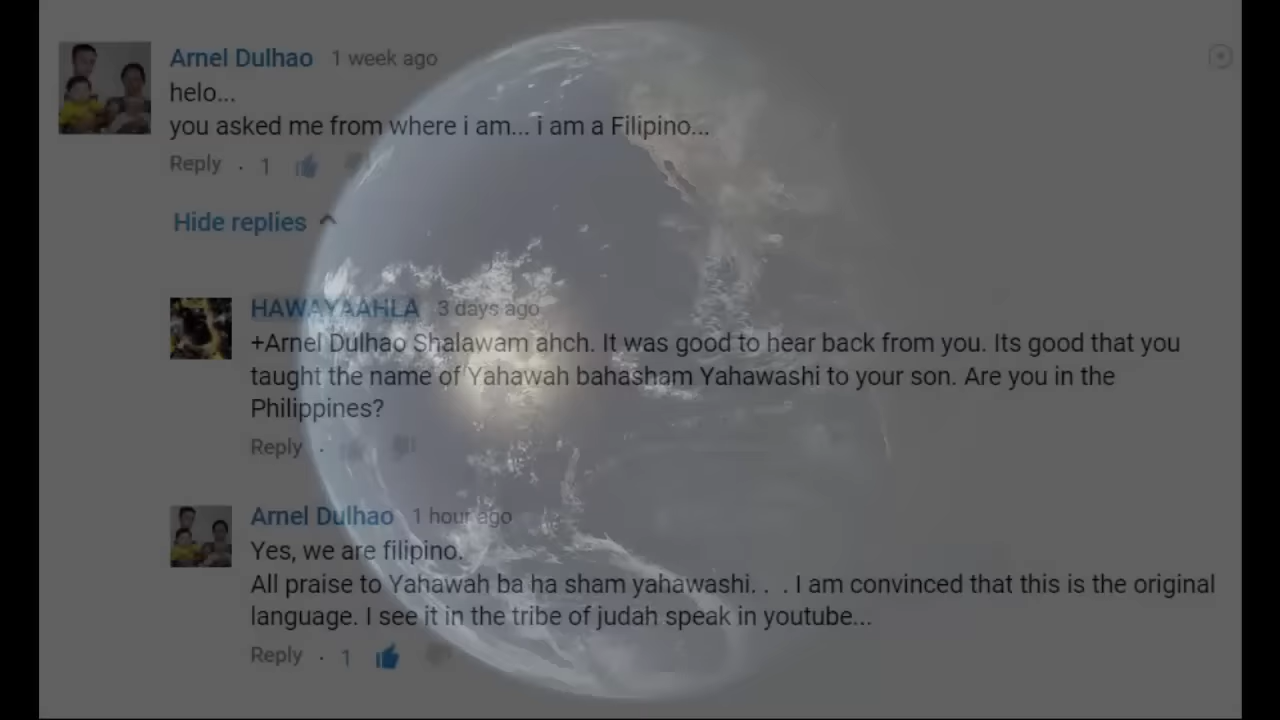 Arnel Dulhao 1 week ago
helo...
you asked me from where i am... i am a Filipino...
Reply . 1
Hide replies
HAWAYAAHLA 3 days ago
+Arnel Dulhao Shalawam ahch. It was good to hear back from you. Its good that you
taught the name of Yahawah bahasham Yahawashi to your son. Are you in the
Philippines?
Reply .
Arnel Dulhao 1 hour ago
Yes, we are filipino.
All praise to Yahawah ba ha sham yahawashi. . . I am convinced that this is the original
language. I see it in the tribe of judah speak in youtube...
Reply . 1